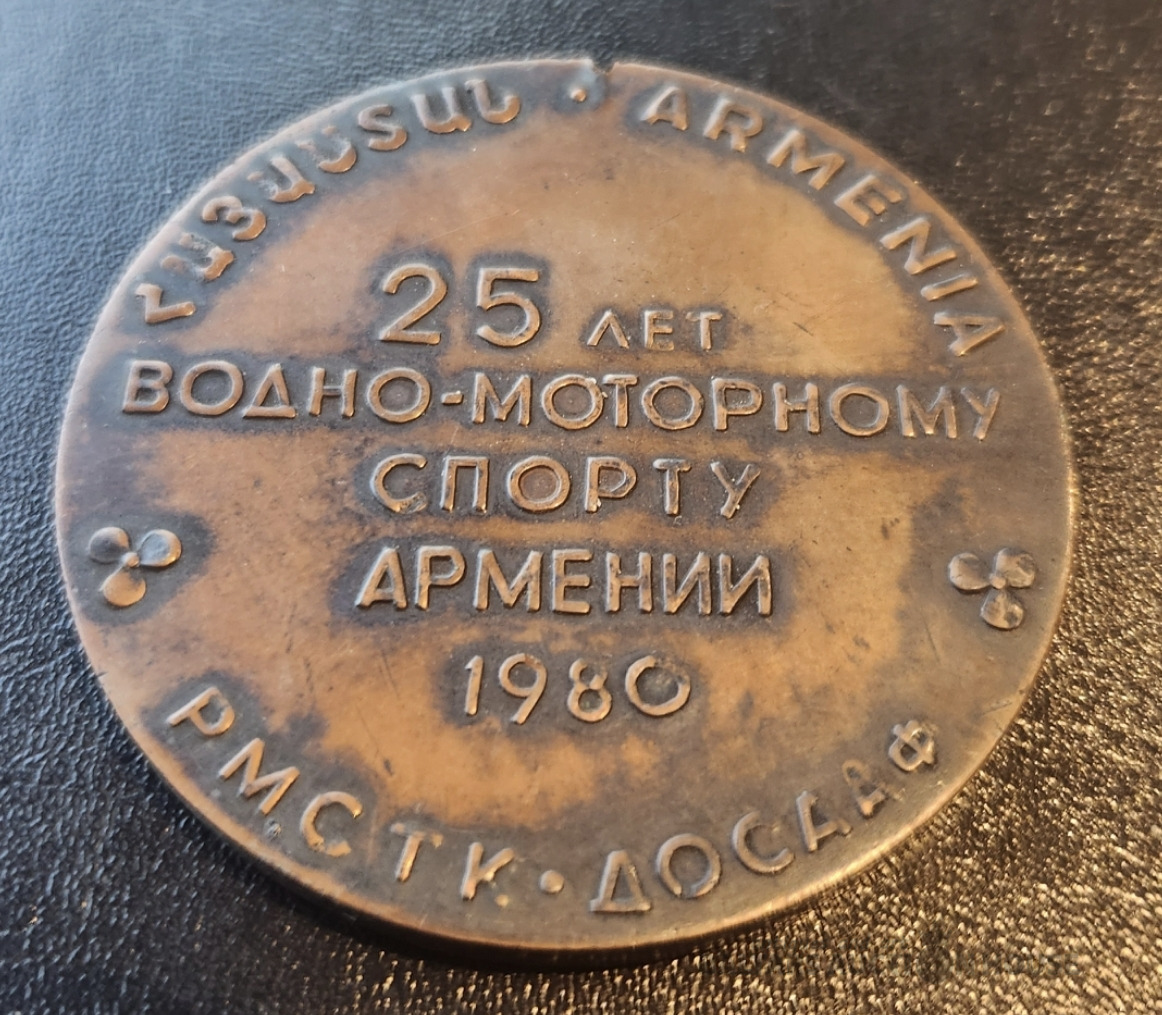 ՀԱՅԱՍՏԱՆ · ARMENIA
25 ЛЕТ
ВОДНО-МОТОРНОМУ
СПОРТУ
АРМЕНИИ
1980
РМСТК · ДОСААФ